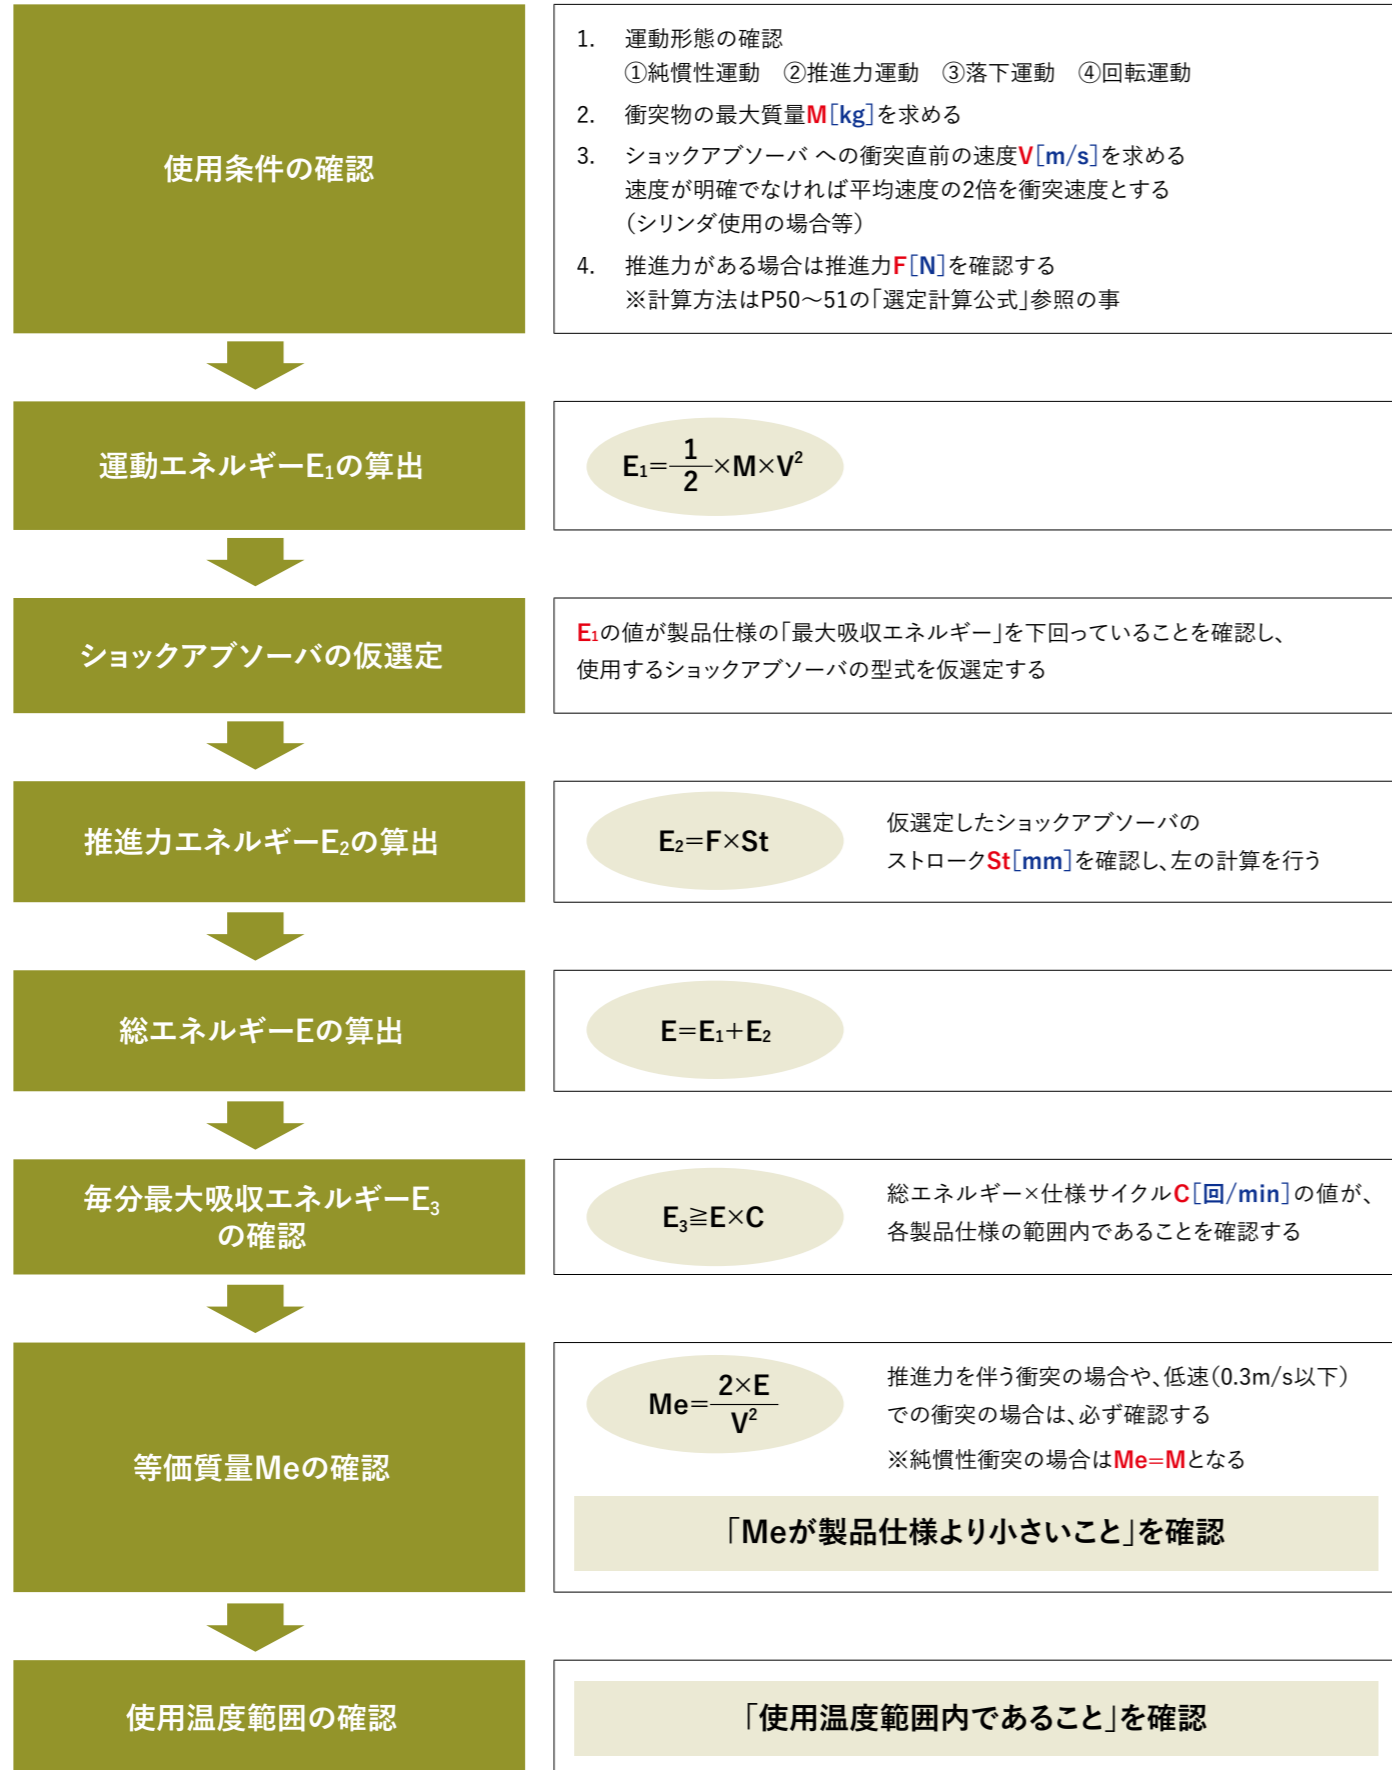 使用条件の確認
1. 運動形態の確認
①純慣性運動 ②推進力運動 ③落下運動 ④回転運動
2. 衝突物の最大質量M[kg]を求める
3. ショックアブソーバ への衝突直前の速度V[m/s]を求める
速度が明確でなければ平均速度の2倍を衝突速度とする
（シリンダ使用の場合等）
4. 推進力がある場合は推進力F[N]を確認する
※計算方法はP50～51の「選定計算公式」参照の事
運動エネルギーE₁の算出
E₁=1/2×M×V²
ショックアブソーバの仮選定
E₁の値が製品仕様の「最大吸収エネルギー」を下回っていることを確認し、
使用するショックアブソーバの型式を仮選定する
推進力エネルギーE₂の算出
E₂=F×St
仮選定したショックアブソーバの
ストロークSt[mm]を確認し、左の計算を行う
総エネルギーEの算出
E=E₁+E₂
毎分最大吸収エネルギーE₃
の確認
E₃≧E×C
総エネルギー×仕様サイクルC[回/min]の値が、
各製品仕様の範囲内であることを確認する
等価質量Meの確認
Me=2×E/V²
推進力を伴う衝突の場合や、低速（0.3m/s以下）
での衝突の場合は、必ず確認する
※純慣性衝突の場合はMe=Mとなる
「Meが製品仕様より小さいこと」を確認
使用温度範囲の確認
「使用温度範囲内であること」を確認